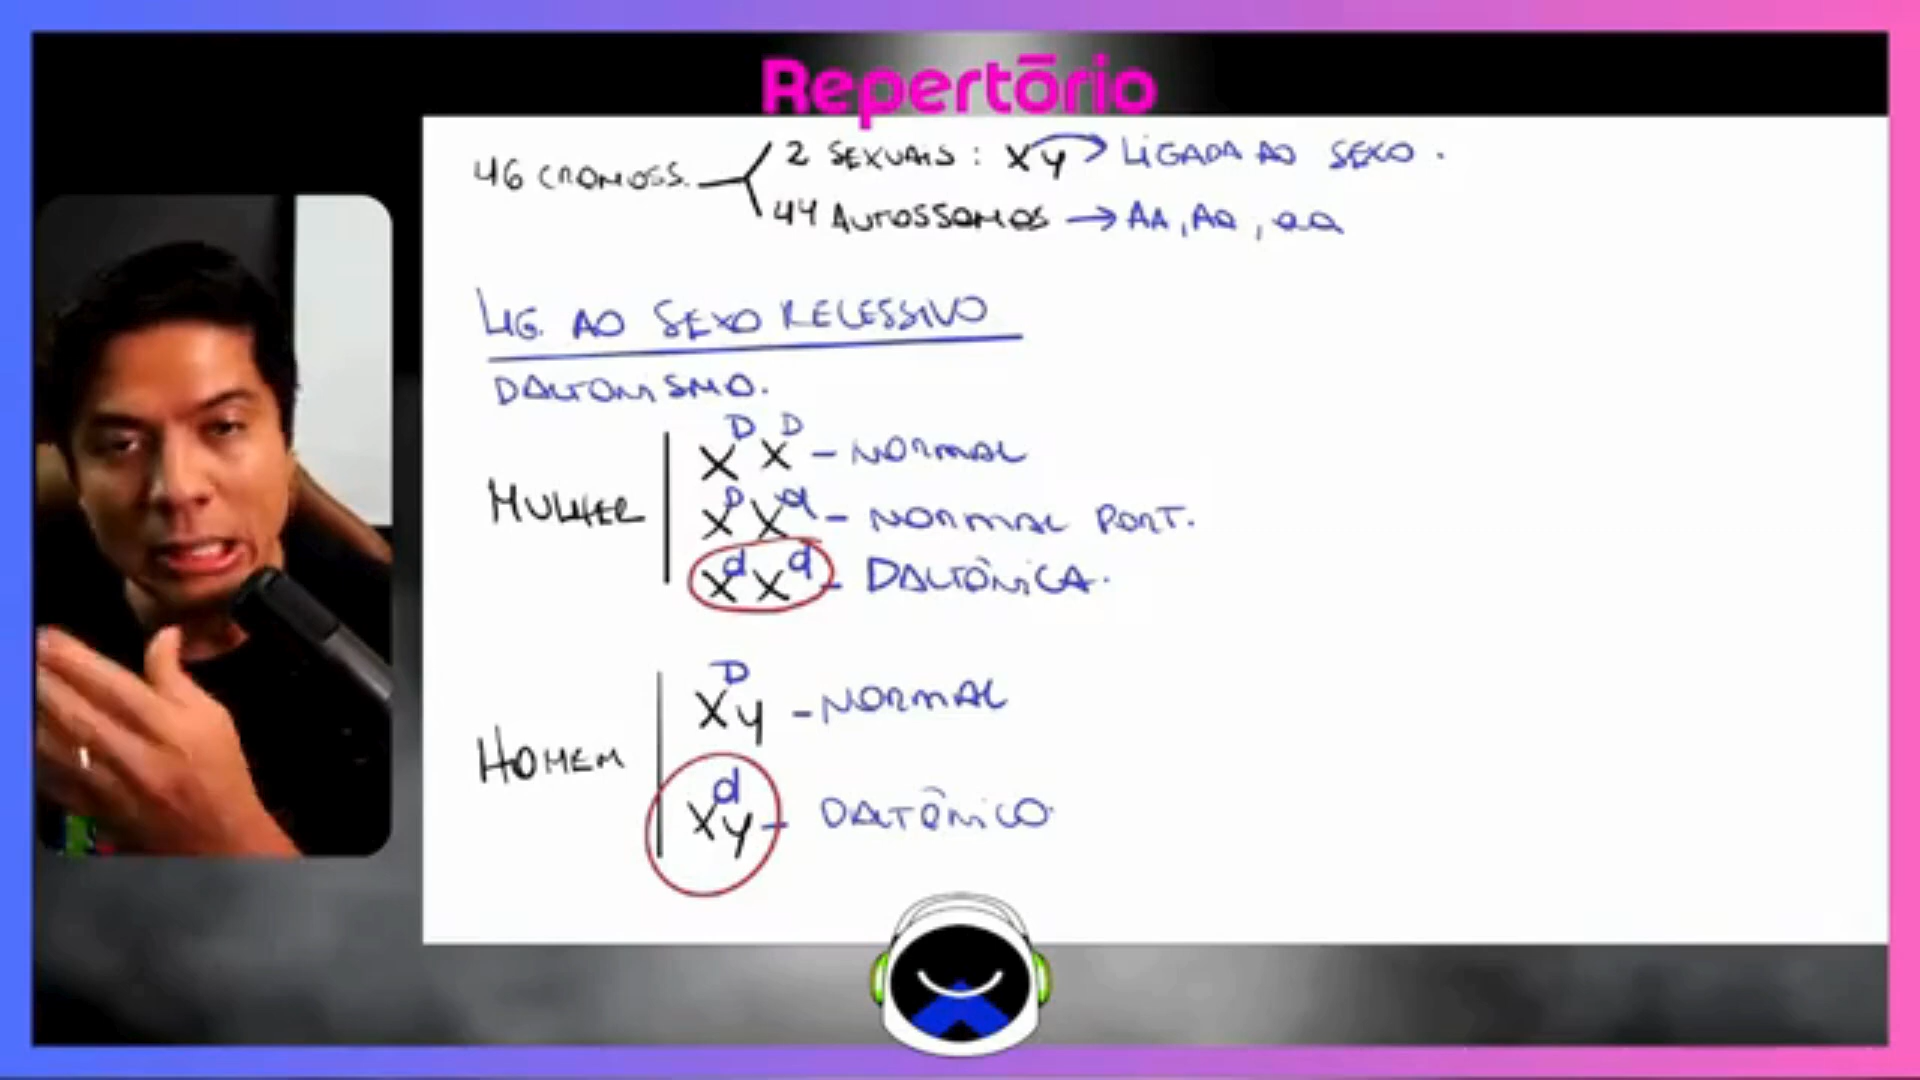 Repertōrio
46 CROMOSS.
2 SEXUAIS : XY → LIGADA AO SEXO.
44 AUTOSSOMOS → AA, Aa, aa
LIG. AO SEXO RECESSIVO
DALTONISMO.
MULHER
X^D X^D - NORMAL
X^D X^d - NORMAL PORT.
X^d X^d - DALTÔNICA.
HOMEM
X^D y - NORMAL
X^d y - DALTÔNICO.